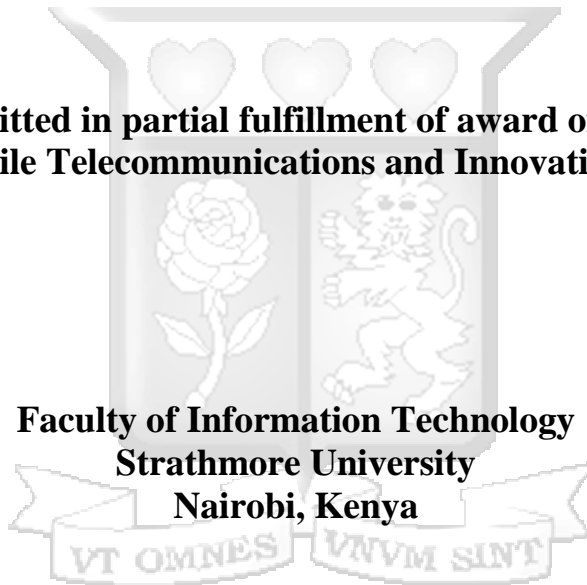 itted in partial fulfillment of award o
ile Telecommunications and Innovati
Faculty of Information Technology
Strathmore University
Nairobi, Kenya
VT OMNES VNVM SINT